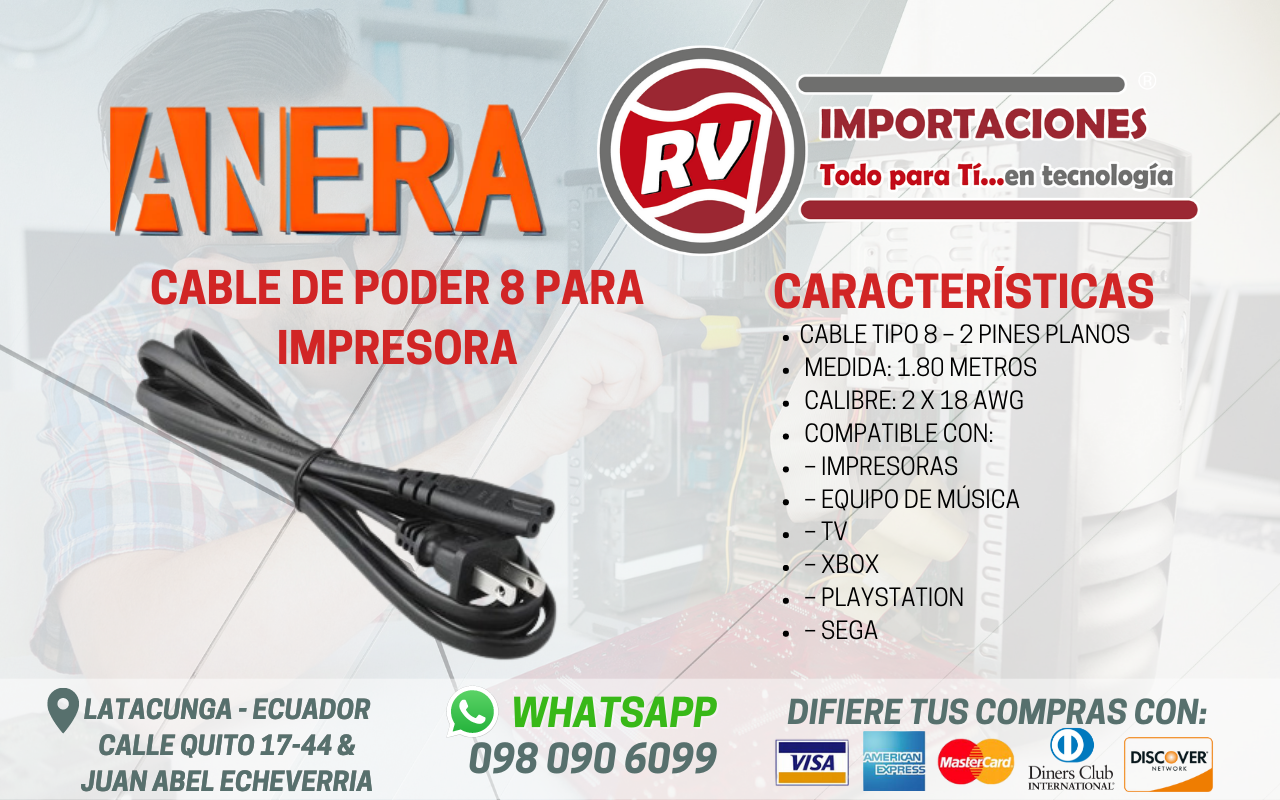 ANERA
RV
IMPORTACIONES
®
Todo para Tí...en tecnología
CABLE DE PODER 8 PARA
IMPRESORA
CARACTERÍSTICAS
• CABLE TIPO 8 – 2 PINES PLANOS
• MEDIDA: 1.80 METROS
• CALIBRE: 2 X 18 AWG
• COMPATIBLE CON:
• – IMPRESORAS
• – EQUIPO DE MÚSICA
• – TV
• – XBOX
• – PLAYSTATION
• – SEGA
LATACUNGA - ECUADOR
CALLE QUITO 17-44 &
JUAN ABEL ECHEVERRIA
WHATSAPP
098 090 6099
DIFIERE TUS COMPRAS CON:
VISA
AMERICAN
EXPRESS
MasterCard
Diners Club
INTERNATIONAL
DISCOVER
NETWORK